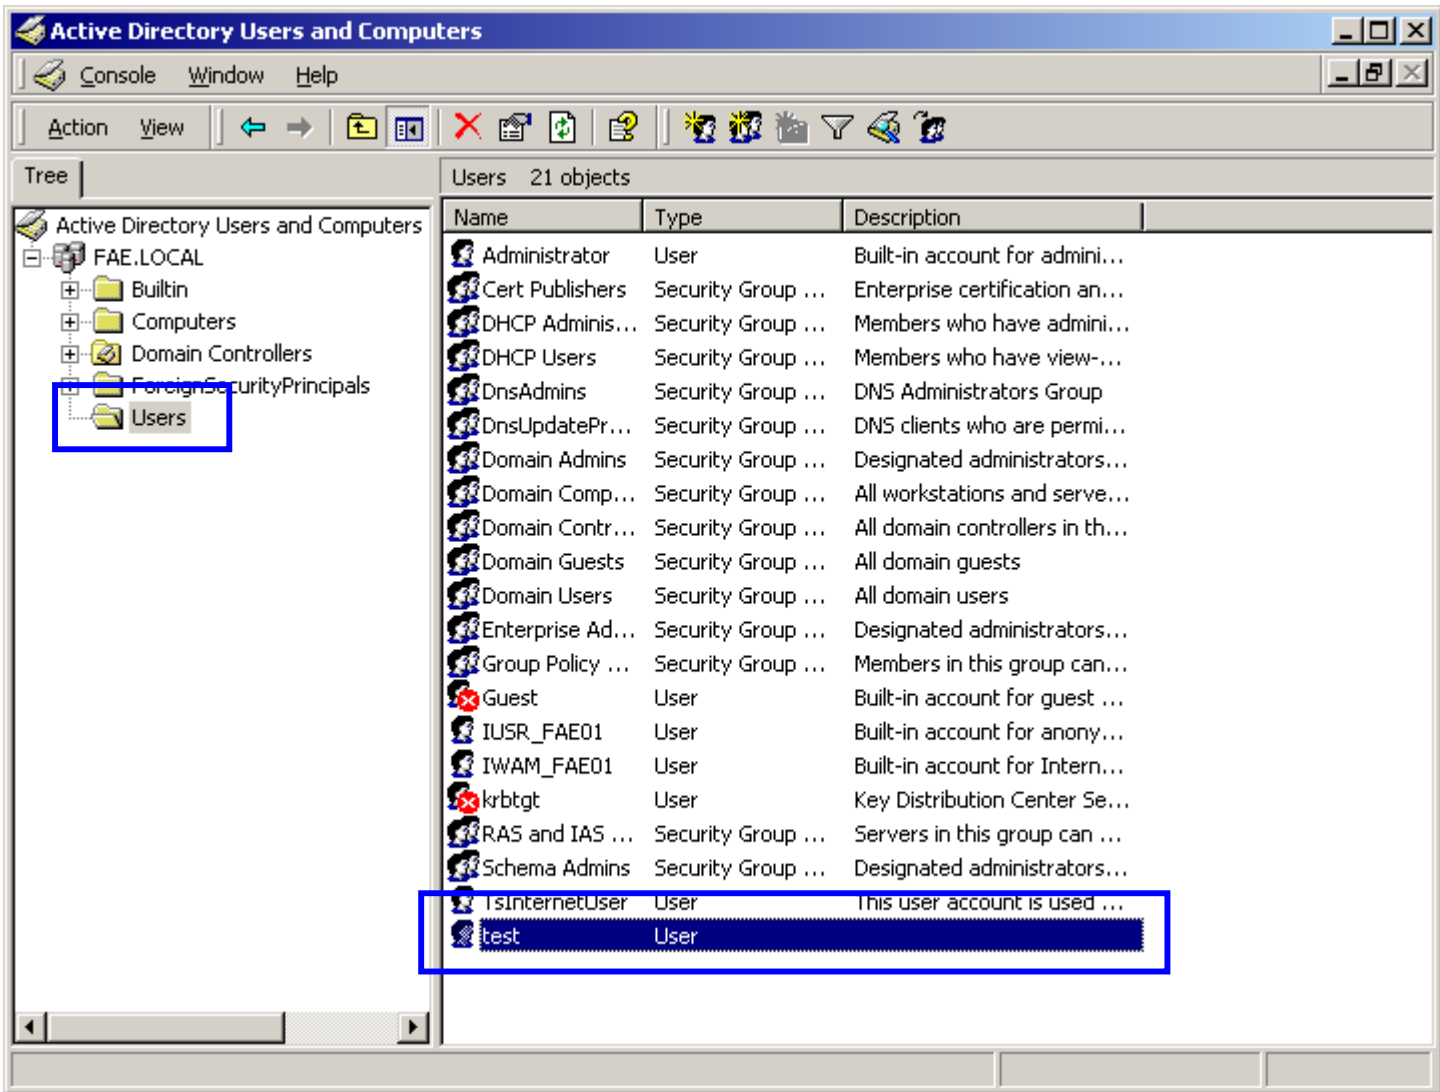 Active Directory Users and Computers
Console Window Help
Action View
Tree
Users 21 objects
Active Directory Users and Computers
FAE.LOCAL
Builtin
Computers
Domain Controllers
ForeignSecurityPrincipals
Users
Name Type Description
Administrator User Built-in account for admini...
Cert Publishers Security Group ... Enterprise certification an...
DHCP Adminis... Security Group ... Members who have admini...
DHCP Users Security Group ... Members who have view-...
DnsAdmins Security Group ... DNS Administrators Group
DnsUpdatePr... Security Group ... DNS clients who are permi...
Domain Admins Security Group ... Designated administrators...
Domain Comp... Security Group ... All workstations and serve...
Domain Contr... Security Group ... All domain controllers in th...
Domain Guests Security Group ... All domain guests
Domain Users Security Group ... All domain users
Enterprise Ad... Security Group ... Designated administrators...
Group Policy ... Security Group ... Members in this group can...
Guest User Built-in account for guest ...
IUSR_FAE01 User Built-in account for anony...
IWAM_FAE01 User Built-in account for Intern...
krbtgt User Key Distribution Center Se...
RAS and IAS ... Security Group ... Servers in this group can ...
Schema Admins Security Group ... Designated administrators...
TsInternetUser User This user account is used ...
test User